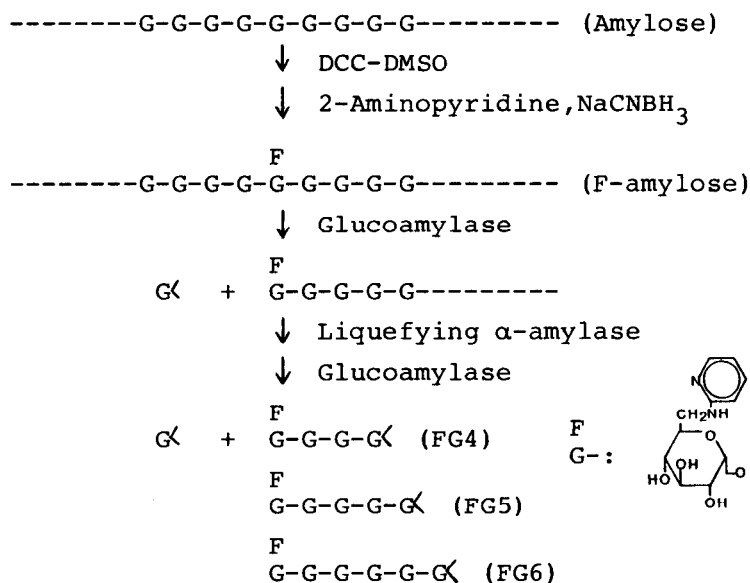 --------G-G-G-G-G-G-G-G-G--------- (Amylose)
↓ DCC-DMSO
↓ 2-Aminopyridine,NaCNBH3
F
--------G-G-G-G-G-G-G-G-G--------- (F-amylose)
↓ Glucoamylase
F
G< + G-G-G-G-G---------
↓ Liquefying α-amylase
↓ Glucoamylase
F
G< + G-G-G-G< (FG4)
F
G-G-G-G-G< (FG5)
F
G-G-G-G-G-G< (FG6)
F
G-:
N
CH2NH
O
OH
HO
OH
O